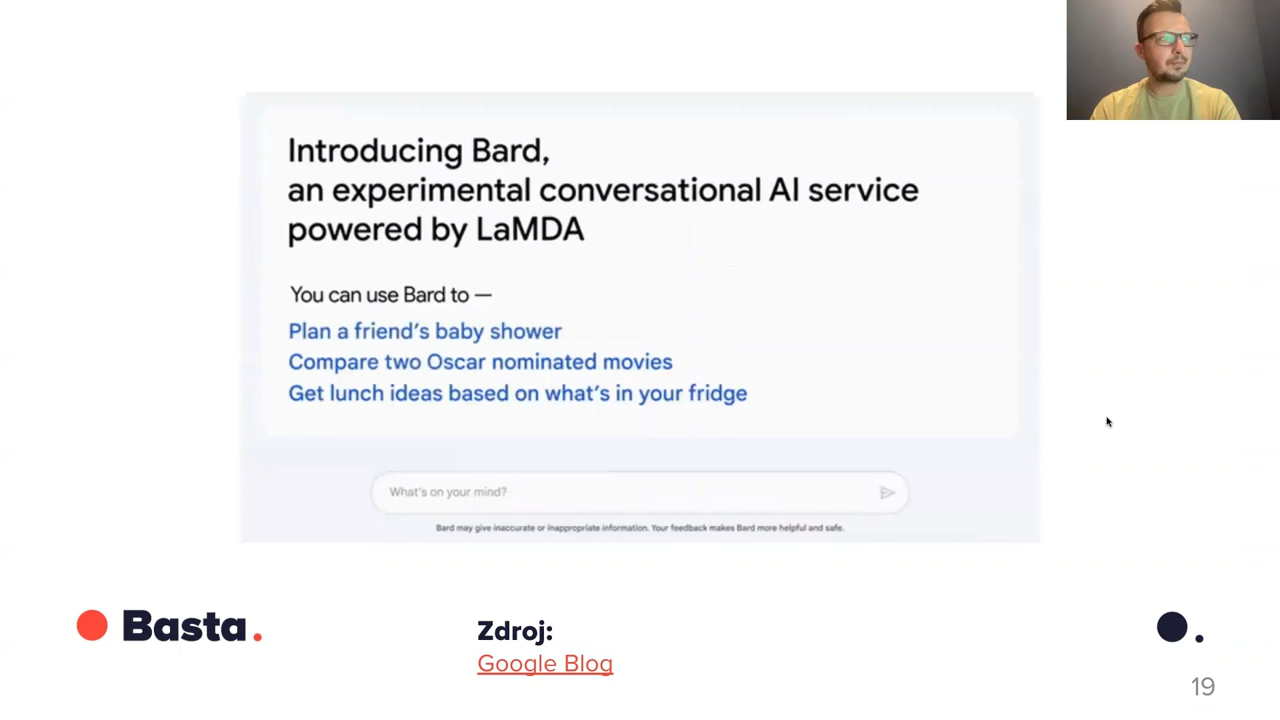 Introducing Bard,
an experimental conversational AI service
powered by LaMDA
You can use Bard to —
Plan a friend's baby shower
Compare two Oscar nominated movies
Get lunch ideas based on what's in your fridge
What's on your mind?
Bard may give inaccurate or inappropriate information. Your feedback makes Bard more helpful and safe.
Basta.
Zdroj:
Google Blog
19